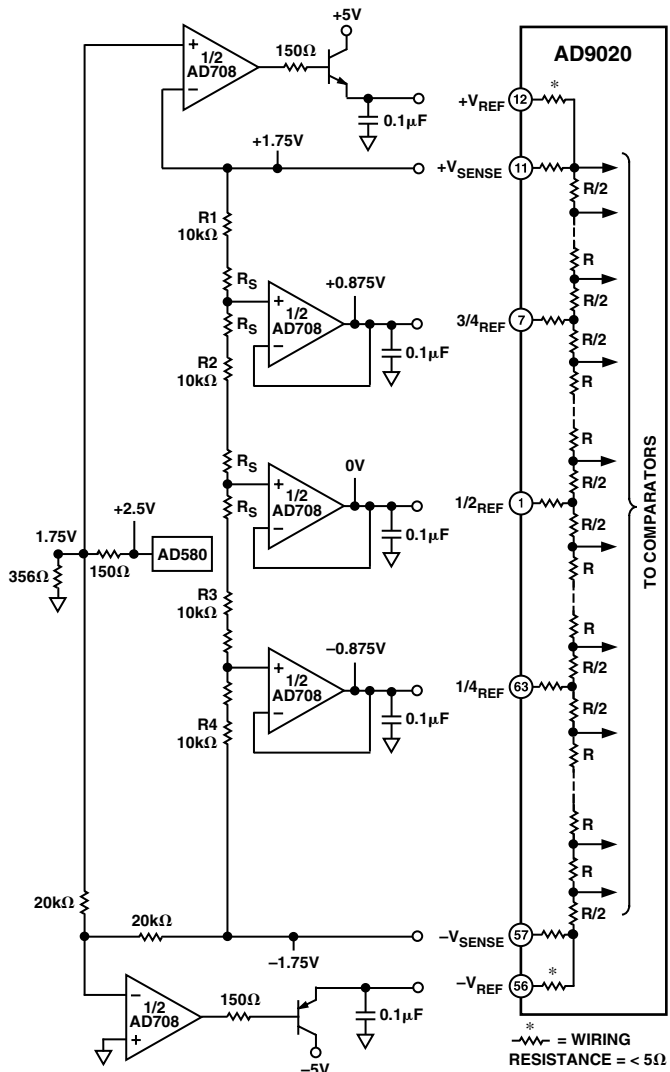 +5V
AD9020
+
1/2
AD708
–
150Ω
0.1μF
+VREF
12
*
+1.75V
+VSENSE
11
R/2
R1
10kΩ
RS
RS
R2
10kΩ
+
1/2
AD708
–
+0.875V
0.1μF
R
R/2
3/4REF
7
R/2
R
RS
RS
+
1/2
AD708
–
0V
0.1μF
R
R/2
1/2REF
1
R/2
R
TO COMPARATORS
1.75V
+2.5V
AD580
150Ω
356Ω
R3
10kΩ
R4
10kΩ
+
1/2
AD708
–
–0.875V
0.1μF
R
R/2
1/4REF
63
R/2
R
R
R
R/2
20kΩ
20kΩ
–1.75V
–VSENSE
57
–VREF
56
*
–
1/2
AD708
+
150Ω
0.1μF
–5V
*
= WIRING
RESISTANCE = < 5Ω